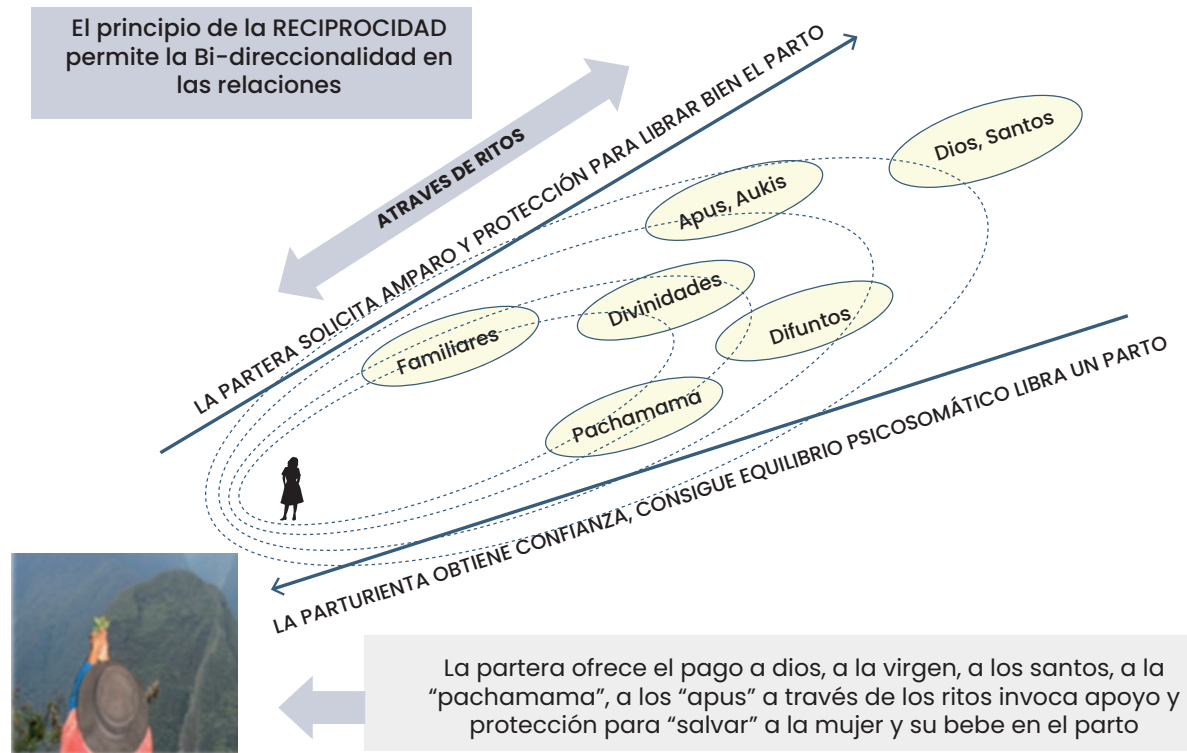 El principio de la RECIPROCIDAD
permite la Bi-direccionalidad en
las relaciones
ATRAVES DE RITOS
LA PARTERA SOLICITA AMPARO Y PROTECCIÓN PARA LIBRAR BIEN EL PARTO
Dios, Santos
Apus, Aukis
Divinidades
Familiares
Difuntos
Pachamama
LA PARTURIENTA OBTIENE CONFIANZA, CONSIGUE EQUILIBRIO PSICOSOMÁTICO LIBRA UN PARTO
La partera ofrece el pago a dios, a la virgen, a los santos, a la
“pachamama”, a los “apus” a través de los ritos invoca apoyo y
protección para “salvar” a la mujer y su bebe en el parto